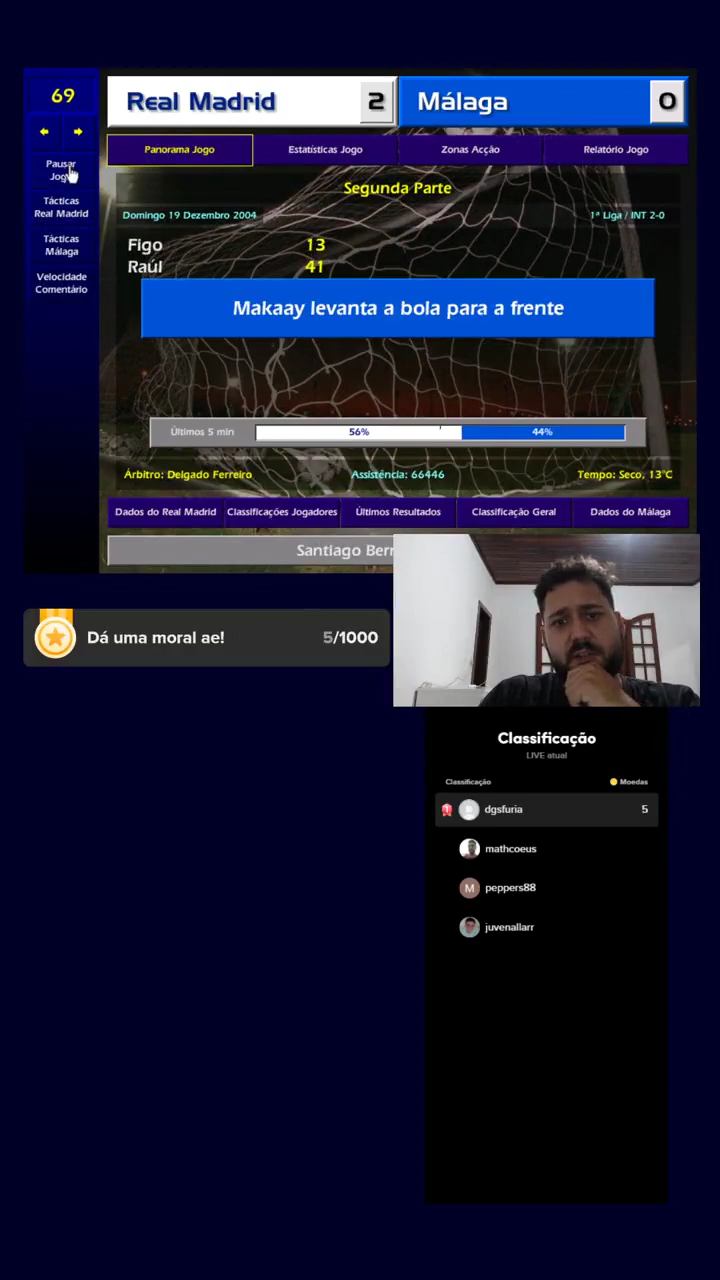 69
Real Madrid 2 Málaga 0
Panorama Jogo Estatísticas Jogo Zonas Acção Relatório Jogo
Pausar
Jogo
Tácticas
Real Madrid
Tácticas
Málaga
Velocidade
Comentário
Segunda Parte
Domingo 19 Dezembro 2004 1ª Liga / INT 2-0
Figo 13
Raúl 41
Makaay levanta a bola para a frente
Últimos 5 min 56% 44%
Árbitro: Delgado Ferreiro Assistência: 66446 Tempo: Seco, 13°C
Dados do Real Madrid Classificações Jogadores Últimos Resultados Classificação Geral Dados do Málaga
Santiago Bern
Dá uma moral ae! 5/1000
Classificação
LIVE atual
Classificação Moedas
1 dgsfuria 5
mathcoeus
M peppers88
juvenallarr